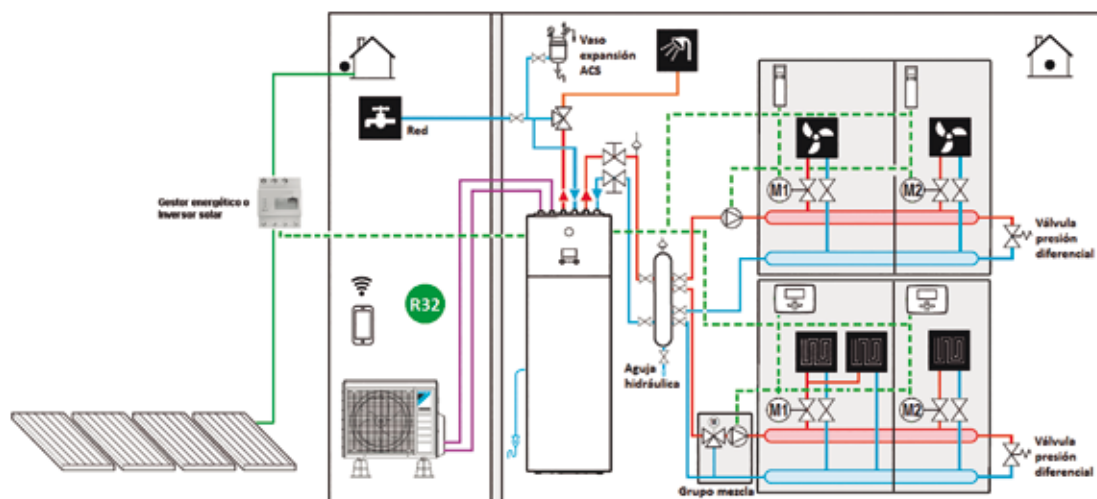 Vaso
expansión
ACS
Red
Gestor energético o
Inversor solar
R32
Aguja
hidráulica
M1
M2
Válvula
presión
diferencial
M1
M2
Válvula
presión
diferencial
Grupo mezcla